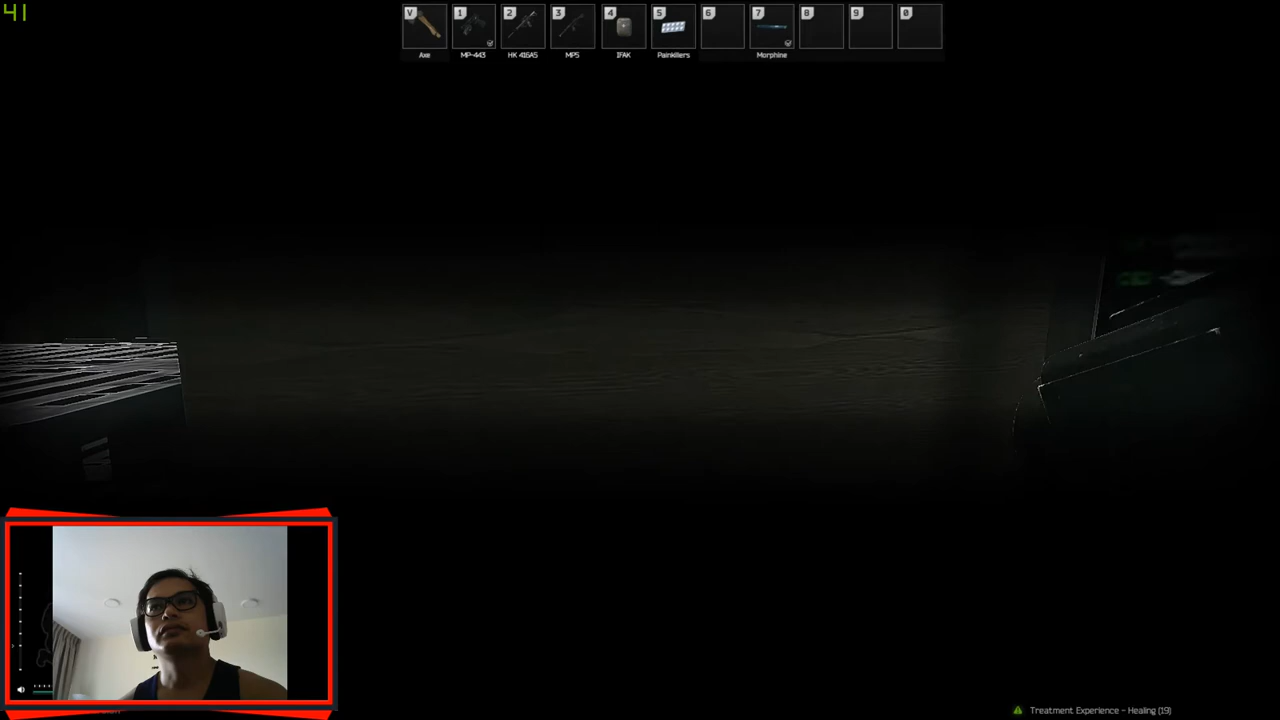 41
V 1 2 3 4 5 6 7 8 9 0
Axe MP-443 HK 416A5 MP5 IFAK Painkillers Morphine
Treatment Experience - Healing (19)